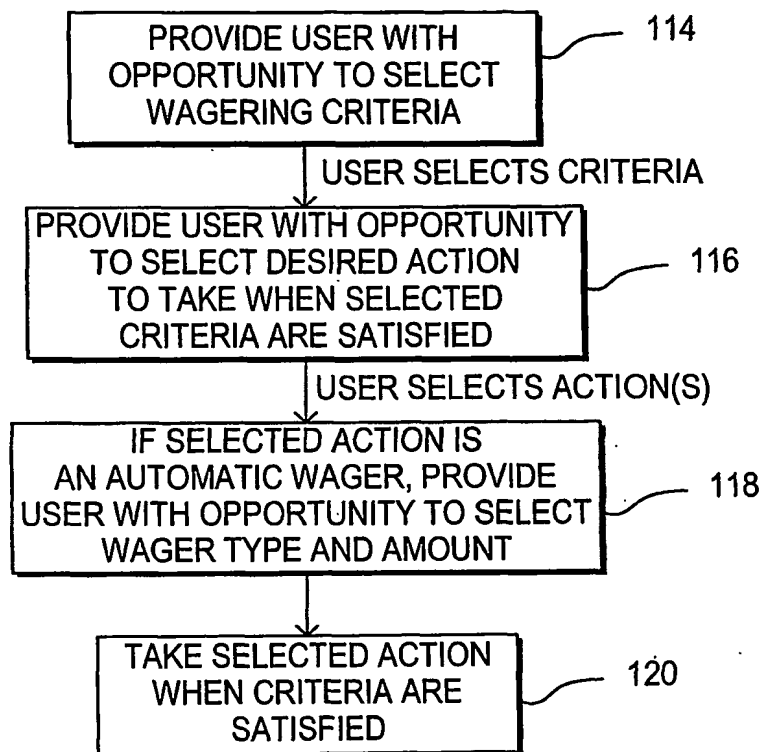 PROVIDE USER WITH
OPPORTUNITY TO SELECT
WAGERING CRITERIA
114
USER SELECTS CRITERIA
PROVIDE USER WITH OPPORTUNITY
TO SELECT DESIRED ACTION
TO TAKE WHEN SELECTED
CRITERIA ARE SATISFIED
116
USER SELECTS ACTION(S)
IF SELECTED ACTION IS
AN AUTOMATIC WAGER, PROVIDE
USER WITH OPPORTUNITY TO SELECT
WAGER TYPE AND AMOUNT
118
TAKE SELECTED ACTION
WHEN CRITERIA ARE
SATISFIED
120